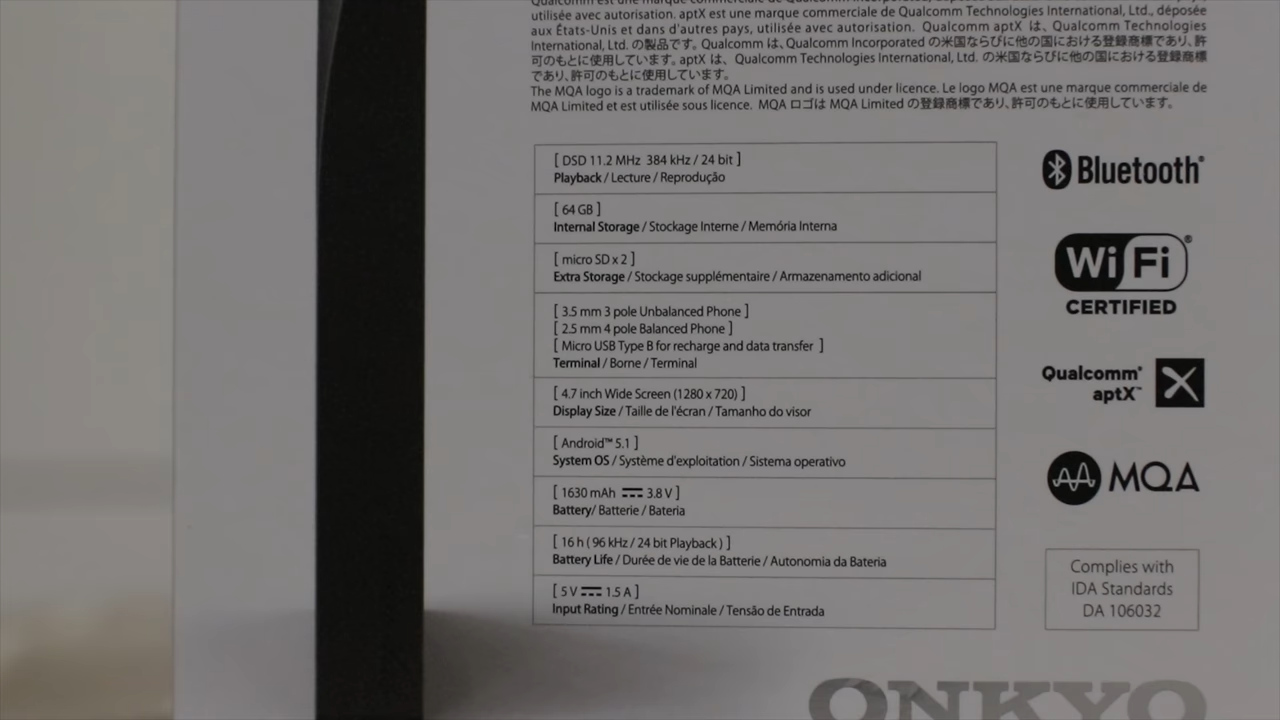 utilisée avec autorisation. aptX est une marque commerciale de Qualcomm Technologies International, Ltd., déposée
aux États-Unis et dans d'autres pays, utilisée avec autorisation. Qualcomm aptX は、Qualcomm Technologies
International, Ltd. の製品です。Qualcomm は、Qualcomm Incorporated の米国ならびに他の国における登録商標であり、許
可のもとに使用しています。aptX は、Qualcomm Technologies International, Ltd. の米国ならびに他の国における登録商標
であり、許可のもとに使用しています。
The MQA logo is a trademark of MQA Limited and is used under licence. Le logo MQA est une marque commerciale de
MQA Limited et est utilisée sous licence. MQA ロゴは MQA Limited の登録商標であり、許可のもとに使用しています。
[ DSD 11.2 MHz 384 kHz / 24 bit ]
Playback / Lecture / Reprodução
[ 64 GB ]
Internal Storage / Stockage Interne / Memória Interna
[ micro SD x 2 ]
Extra Storage / Stockage supplémentaire / Armazenamento adicional
[ 3.5 mm 3 pole Unbalanced Phone ]
[ 2.5 mm 4 pole Balanced Phone ]
[ Micro USB Type B for recharge and data transfer ]
Terminal / Borne / Terminal
[ 4.7 inch Wide Screen (1280 x 720) ]
Display Size / Taille de l'écran / Tamanho do visor
[ Android™ 5.1 ]
System OS / Système d'exploitation / Sistema operativo
[ 1630 mAh ⎓ 3.8 V ]
Battery/ Batterie / Bateria
[ 16 h ( 96 kHz / 24 bit Playback ) ]
Battery Life / Durée de vie de la Batterie / Autonomia da Bateria
[ 5 V ⎓ 1.5 A ]
Input Rating / Entrée Nominale / Tensão de Entrada
Bluetooth®
Wi Fi®
CERTIFIED
Qualcomm®
aptX™
MQA
Complies with
IDA Standards
DA 106032
ONKYO